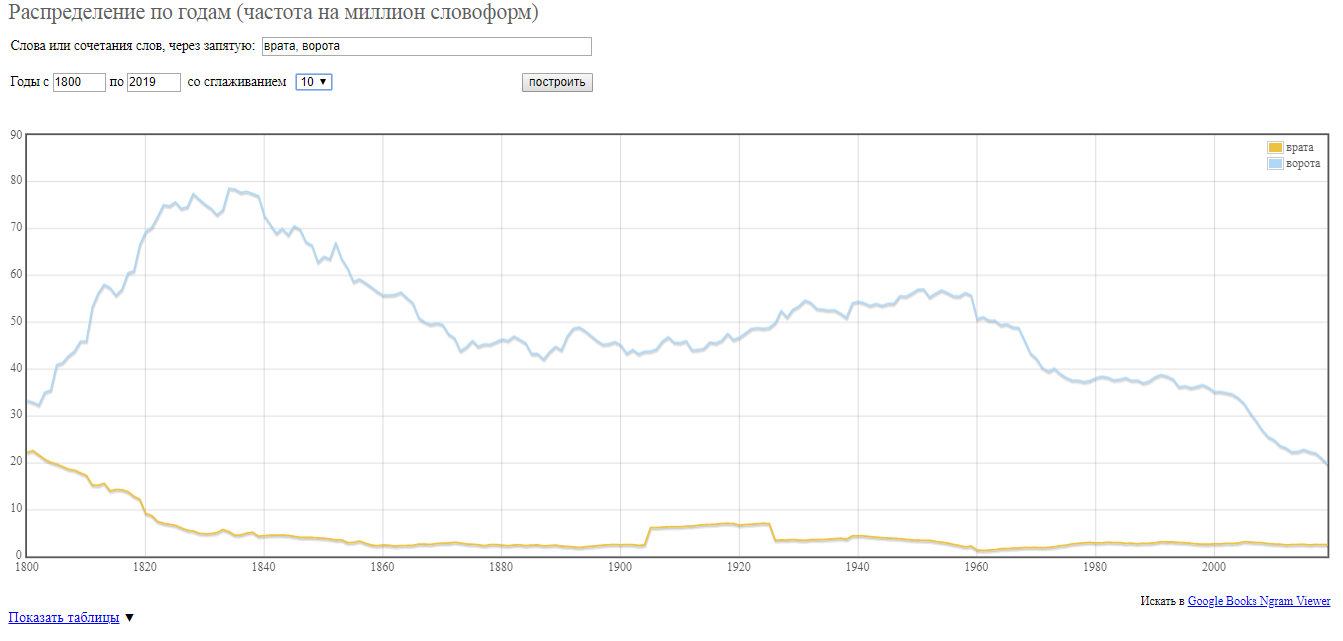 Распределение по годам (частота на миллион словоформ)
Слова или сочетания слов, через запятую: врата, ворота
Годы с 1800 по 2019 со сглаживанием 10 ▼ построить
90
врата
ворота
80
70
60
50
40
30
20
10
0
1800 1820 1840 1860 1880 1900 1920 1940 1960 1980 2000
Искать в Google Books Ngram Viewer
Показать таблицы ▼